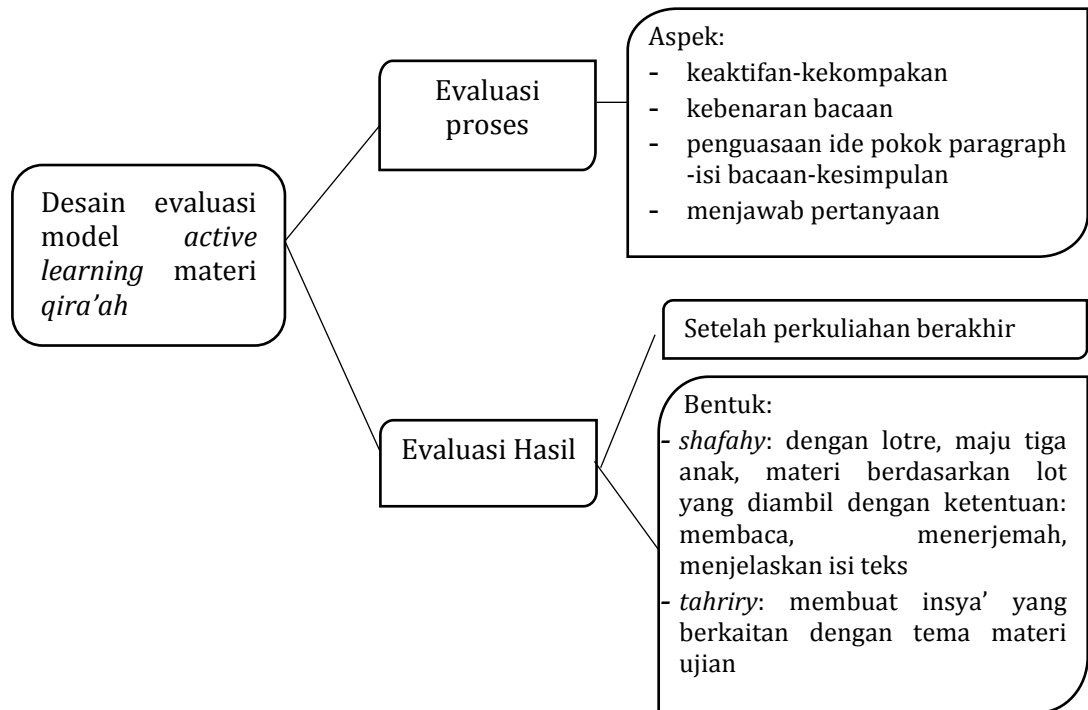 Desain evaluasi
model active
learning materi
qira’ah
Evaluasi
proses
Aspek:
- keaktifan-kekompakan
- kebenaran bacaan
- penguasaan ide pokok paragraph
-isi bacaan-kesimpulan
- menjawab pertanyaan
Evaluasi Hasil
Setelah perkuliahan berakhir
Bentuk:
- shafahy: dengan lotre, maju tiga
anak, materi berdasarkan lot
yang diambil dengan ketentuan:
membaca, menerjemah,
menjelaskan isi teks
- tahriry: membuat insya’ yang
berkaitan dengan tema materi
ujian